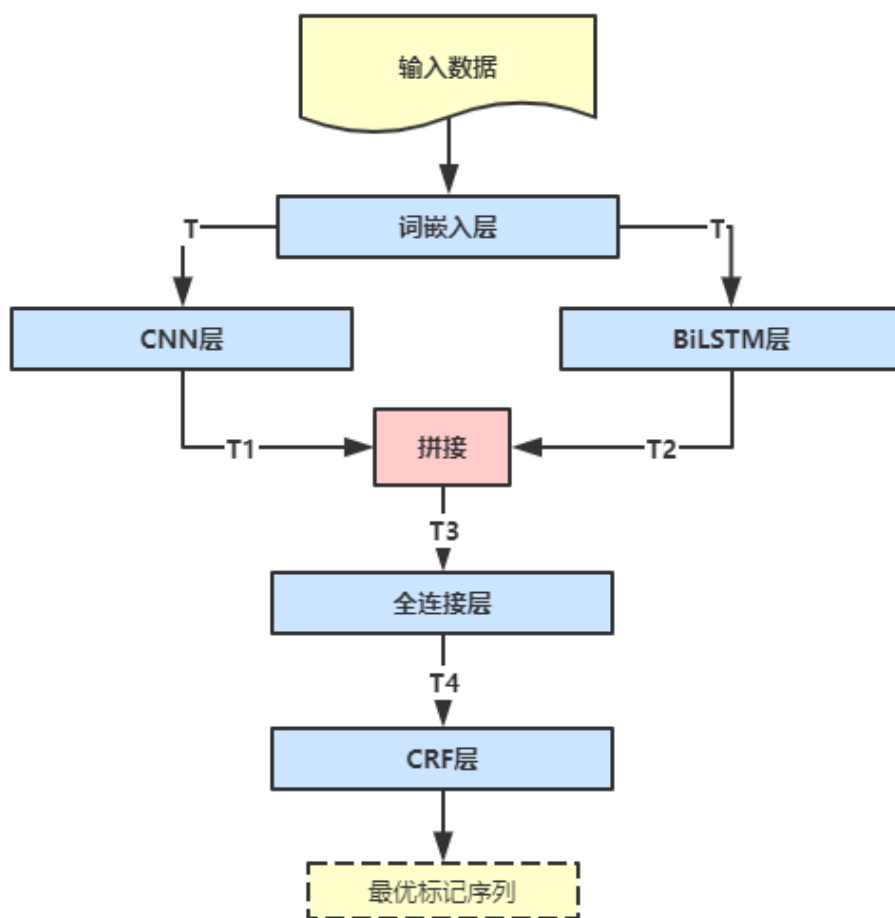 输入数据
T
词嵌入层
T
CNN层
BiLSTM层
T1
拼接
T2
T3
全连接层
T4
CRF层
最优标记序列